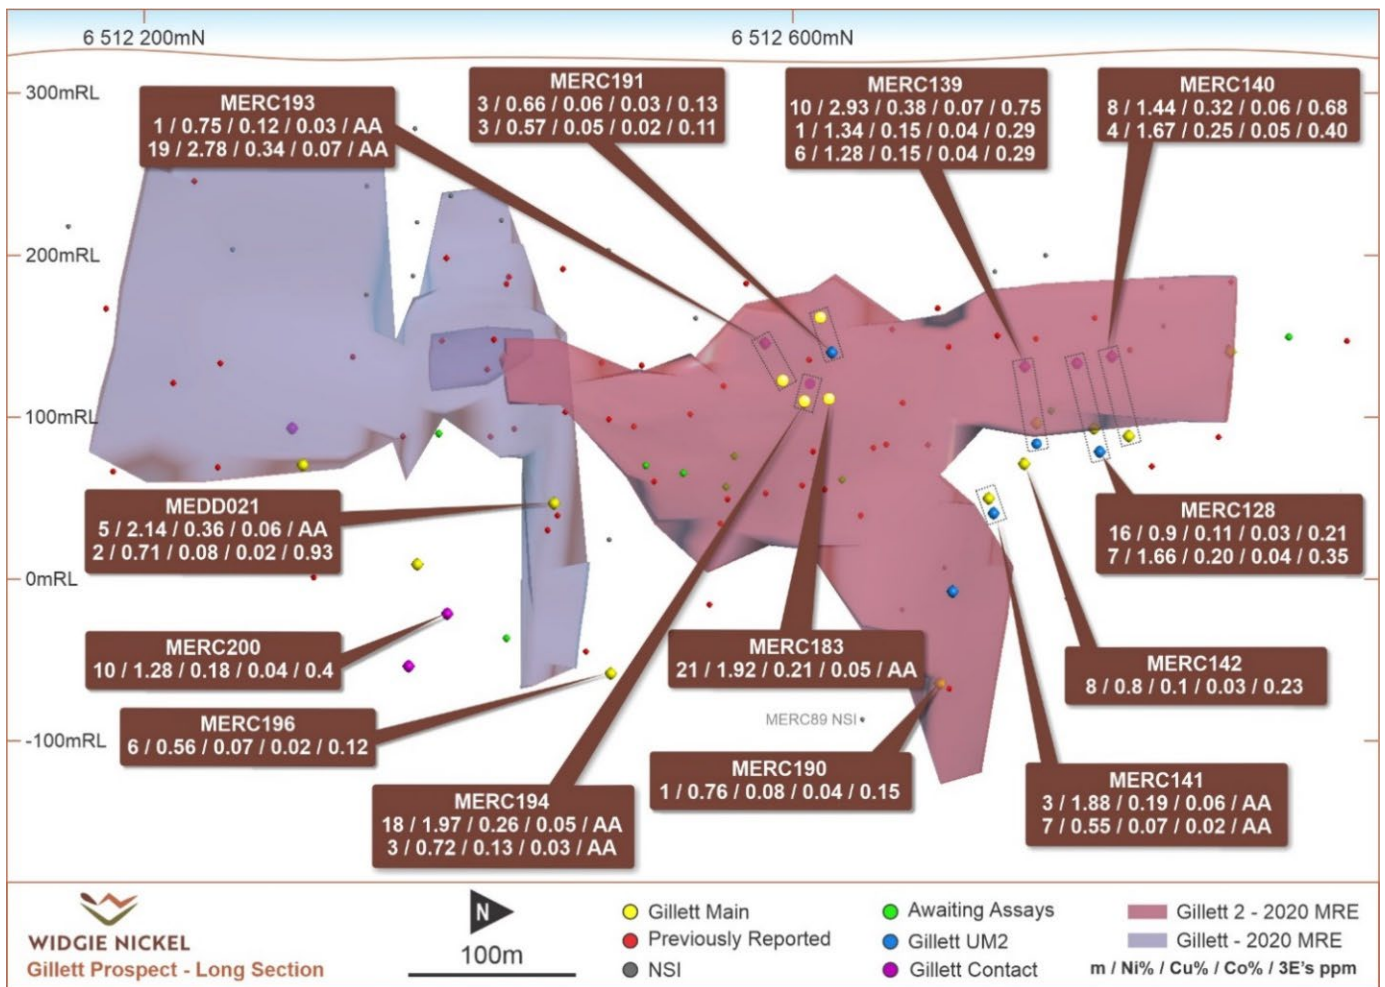 6 512 200mN
6 512 600mN
300mRL
200mRL
100mRL
0mRL
-100mRL
MERC193
1 / 0.75 / 0.12 / 0.03 / AA
19 / 2.78 / 0.34 / 0.07 / AA
MERC191
3 / 0.66 / 0.06 / 0.03 / 0.13
3 / 0.57 / 0.05 / 0.02 / 0.11
MERC139
10 / 2.93 / 0.38 / 0.07 / 0.75
1 / 1.34 / 0.15 / 0.04 / 0.29
6 / 1.28 / 0.15 / 0.04 / 0.29
MERC140
8 / 1.44 / 0.32 / 0.06 / 0.68
4 / 1.67 / 0.25 / 0.05 / 0.40
MEDD021
5 / 2.14 / 0.36 / 0.06 / AA
2 / 0.71 / 0.08 / 0.02 / 0.93
MERC128
16 / 0.9 / 0.11 / 0.03 / 0.21
7 / 1.66 / 0.20 / 0.04 / 0.35
MERC200
10 / 1.28 / 0.18 / 0.04 / 0.4
MERC183
21 / 1.92 / 0.21 / 0.05 / AA
MERC142
8 / 0.8 / 0.1 / 0.03 / 0.23
MERC196
6 / 0.56 / 0.07 / 0.02 / 0.12
MERC89 NSI
MERC190
1 / 0.76 / 0.08 / 0.04 / 0.15
MERC194
18 / 1.97 / 0.26 / 0.05 / AA
3 / 0.72 / 0.13 / 0.03 / AA
MERC141
3 / 1.88 / 0.19 / 0.06 / AA
7 / 0.55 / 0.07 / 0.02 / AA
WIDGIE NICKEL
Gillett Prospect - Long Section
N
100m
Gillett Main
Previously Reported
NSI
Awaiting Assays
Gillett UM2
Gillett Contact
Gillett 2 - 2020 MRE
Gillett - 2020 MRE
m / Ni% / Cu% / Co% / 3E's ppm